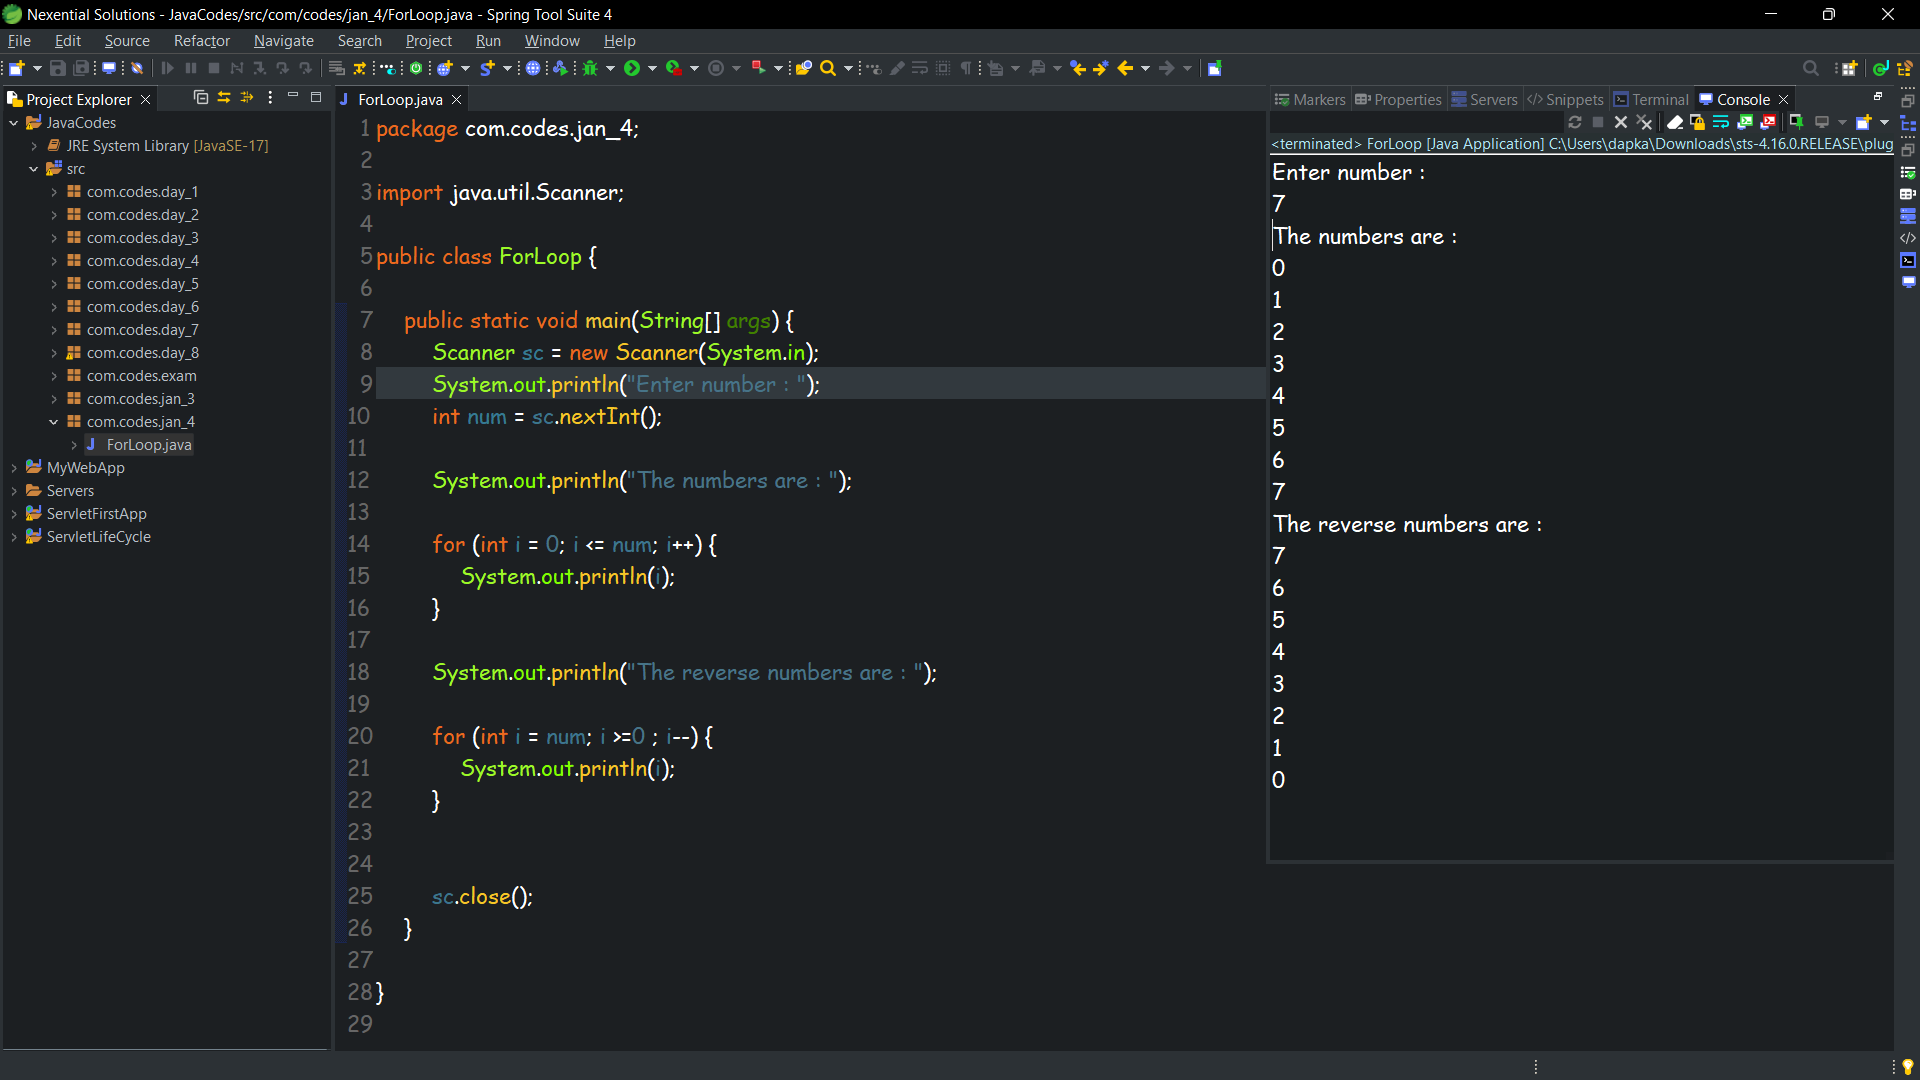 Nexential Solutions - JavaCodes/src/com/codes/jan_4/ForLoop.java - Spring Tool Suite 4
File Edit Source Refactor Navigate Search Project Run Window Help
Project Explorer
JavaCodes
JRE System Library [JavaSE-17]
src
com.codes.day_1
com.codes.day_2
com.codes.day_3
com.codes.day_4
com.codes.day_5
com.codes.day_6
com.codes.day_7
com.codes.day_8
com.codes.exam
com.codes.jan_3
com.codes.jan_4
ForLoop.java
MyWebApp
Servers
ServletFirstApp
ServletLifeCycle
ForLoop.java
1 package com.codes.jan_4;
2
3 import java.util.Scanner;
4
5 public class ForLoop {
6
7 public static void main(String[] args) {
8 Scanner sc = new Scanner(System.in);
9 System.out.println("Enter number : ");
10 int num = sc.nextInt();
11
12 System.out.println("The numbers are : ");
13
14 for (int i = 0; i <= num; i++) {
15 System.out.println(i);
16 }
17
18 System.out.println("The reverse numbers are : ");
19
20 for (int i = num; i >=0 ; i--) {
21 System.out.println(i);
22 }
23
24
25 sc.close();
26 }
27
28 }
29
Markers Properties Servers Snippets Terminal Console
<terminated> ForLoop [Java Application] C:\Users\dapka\Downloads\sts-4.16.0.RELEASE\plug
Enter number :
7
The numbers are :
0
1
2
3
4
5
6
7
The reverse numbers are :
7
6
5
4
3
2
1
0